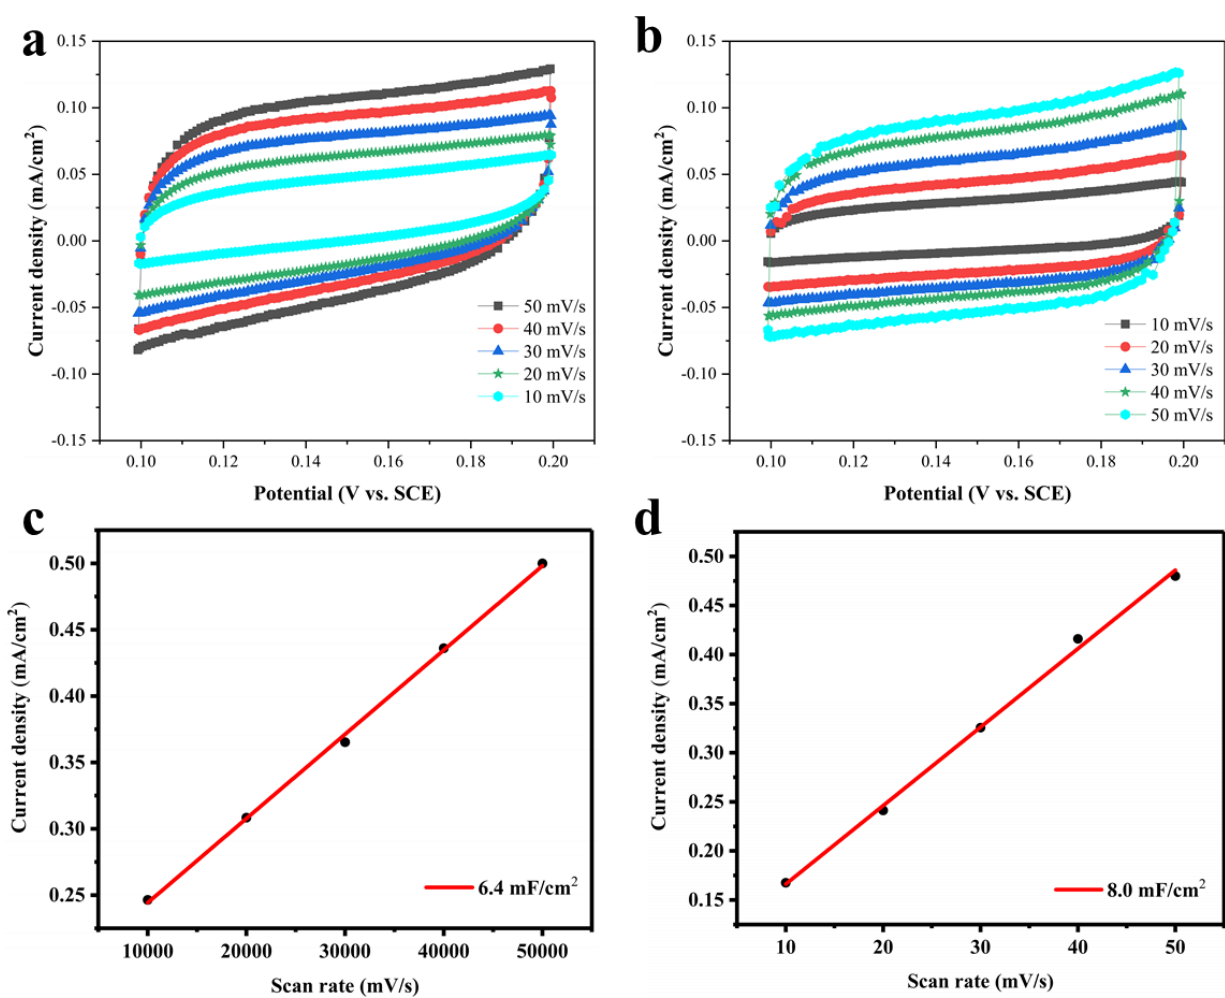 a
0.15
0.10
0.05
0.00
-0.05
-0.10
-0.15
Current density (mA/cm²)
50 mV/s
40 mV/s
30 mV/s
20 mV/s
10 mV/s
0.10
0.12
0.14
0.16
0.18
0.20
Potential (V vs. SCE)
b
0.15
0.10
0.05
0.00
-0.05
-0.10
-0.15
Current density (mA/cm²)
10 mV/s
20 mV/s
30 mV/s
40 mV/s
50 mV/s
0.10
0.12
0.14
0.16
0.18
0.20
Potential (V vs. SCE)
c
0.50
0.45
0.40
0.35
0.30
0.25
Current density (mA/cm²)
6.4 mF/cm²
10000
20000
30000
40000
50000
Scan rate (mV/s)
d
0.50
0.45
0.40
0.35
0.30
0.25
0.20
0.15
Current density (mA/cm²)
8.0 mF/cm²
10
20
30
40
50
Scan rate (mV/s)